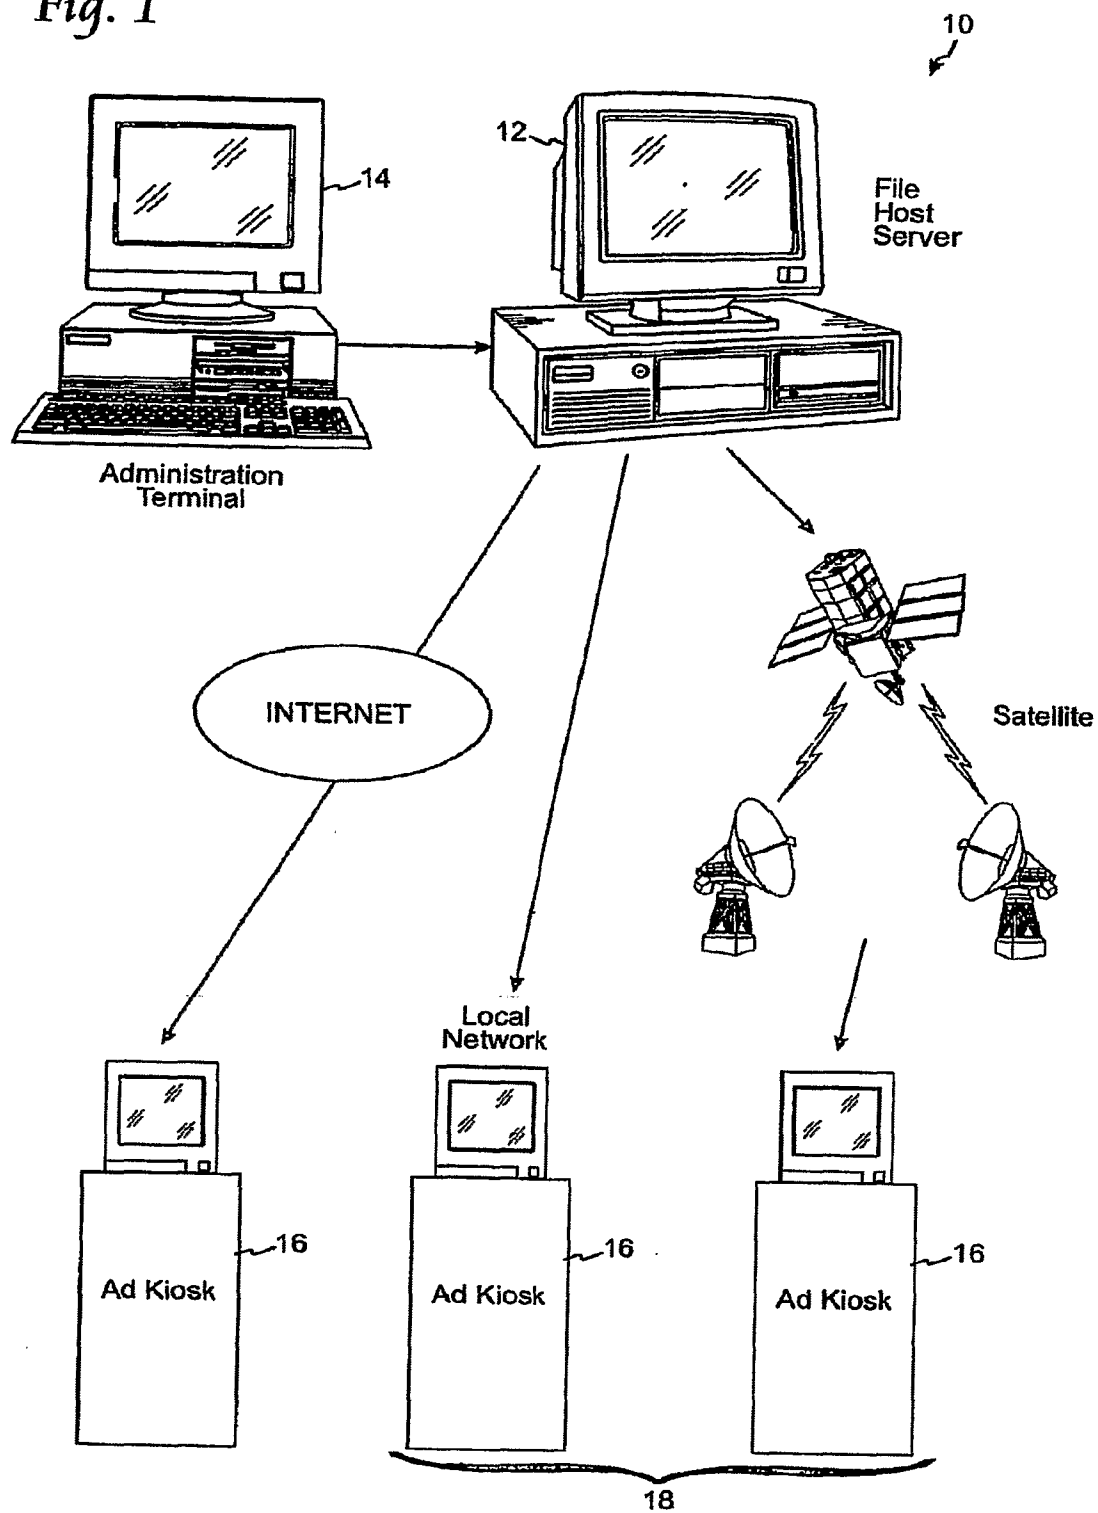 Fig. 1
10
12
14
File
Host
Server
Administration
Terminal
INTERNET
Satellite
Local
Network
16
16
16
Ad Kiosk
Ad Kiosk
Ad Kiosk
18